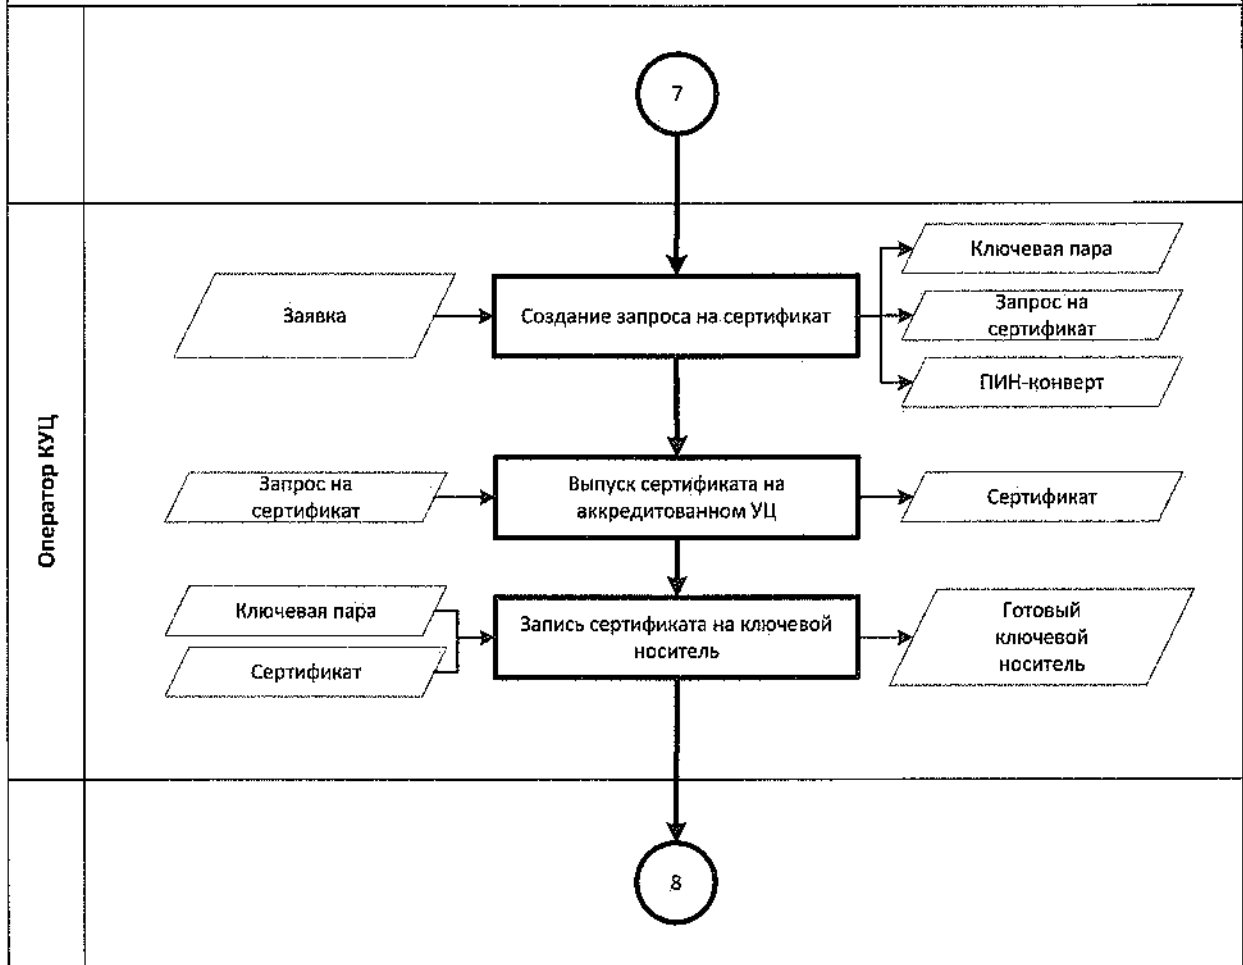 7
Оператор КУЦ
Заявка
Создание запроса на сертификат
Ключевая пара
Запрос на
сертификат
ПИН-конверт
Запрос на
сертификат
Выпуск сертификата на
аккредитованном УЦ
Сертификат
Ключевая пара
Сертификат
Запись сертификата на ключевой
носитель
Готовый
ключевой
носитель
8